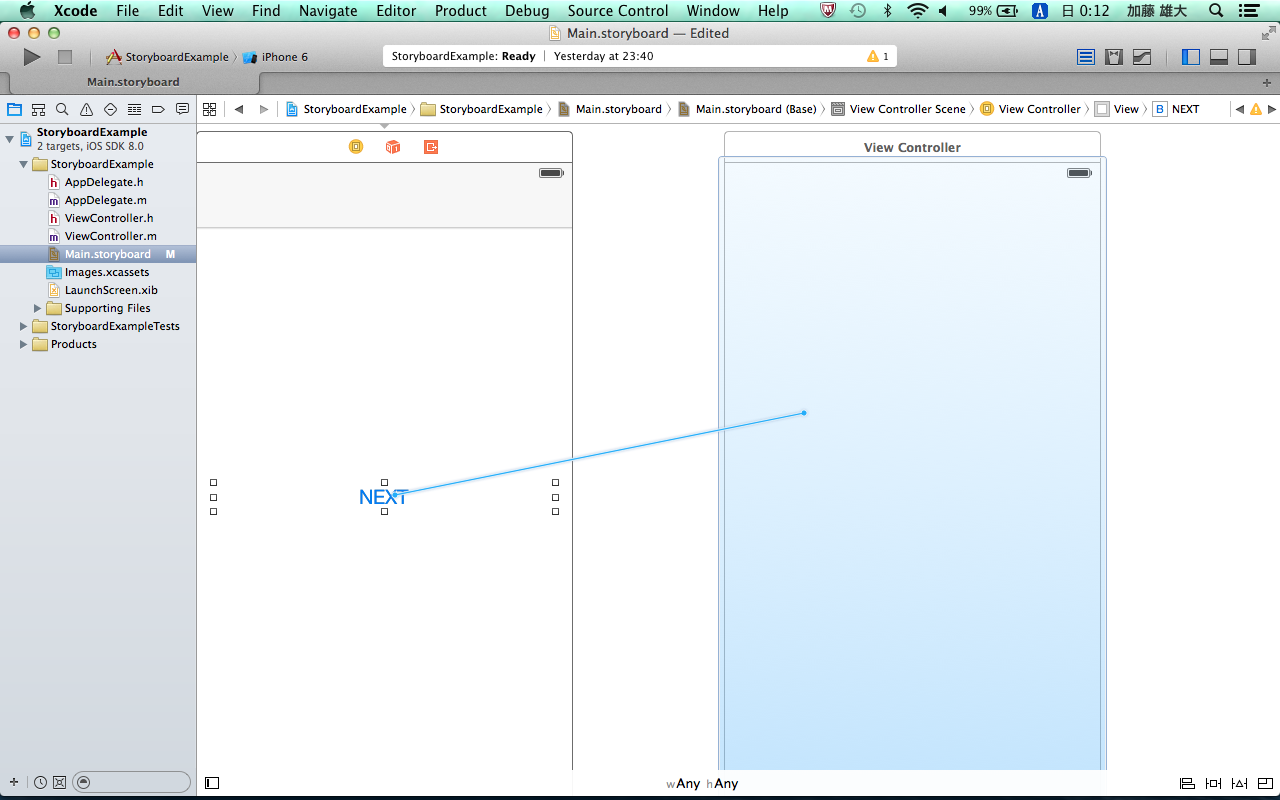 Xcode File Edit View Find Navigate Editor Product Debug Source Control Window Help 99% A 日 0:12 加藤 雄大
Main.storyboard — Edited
StoryboardExample 〉 iPhone 6
StoryboardExample: Ready | Yesterday at 23:40 1
Main.storyboard
StoryboardExample 〉 StoryboardExample 〉 Main.storyboard 〉 Main.storyboard (Base) 〉 View Controller Scene 〉 View Controller 〉 View 〉 B NEXT
StoryboardExample
2 targets, iOS SDK 8.0
StoryboardExample
h AppDelegate.h
m AppDelegate.m
h ViewController.h
m ViewController.m
Main.storyboard M
Images.xcassets
LaunchScreen.xib
Supporting Files
StoryboardExampleTests
Products
View Controller
NEXT
wAny hAny